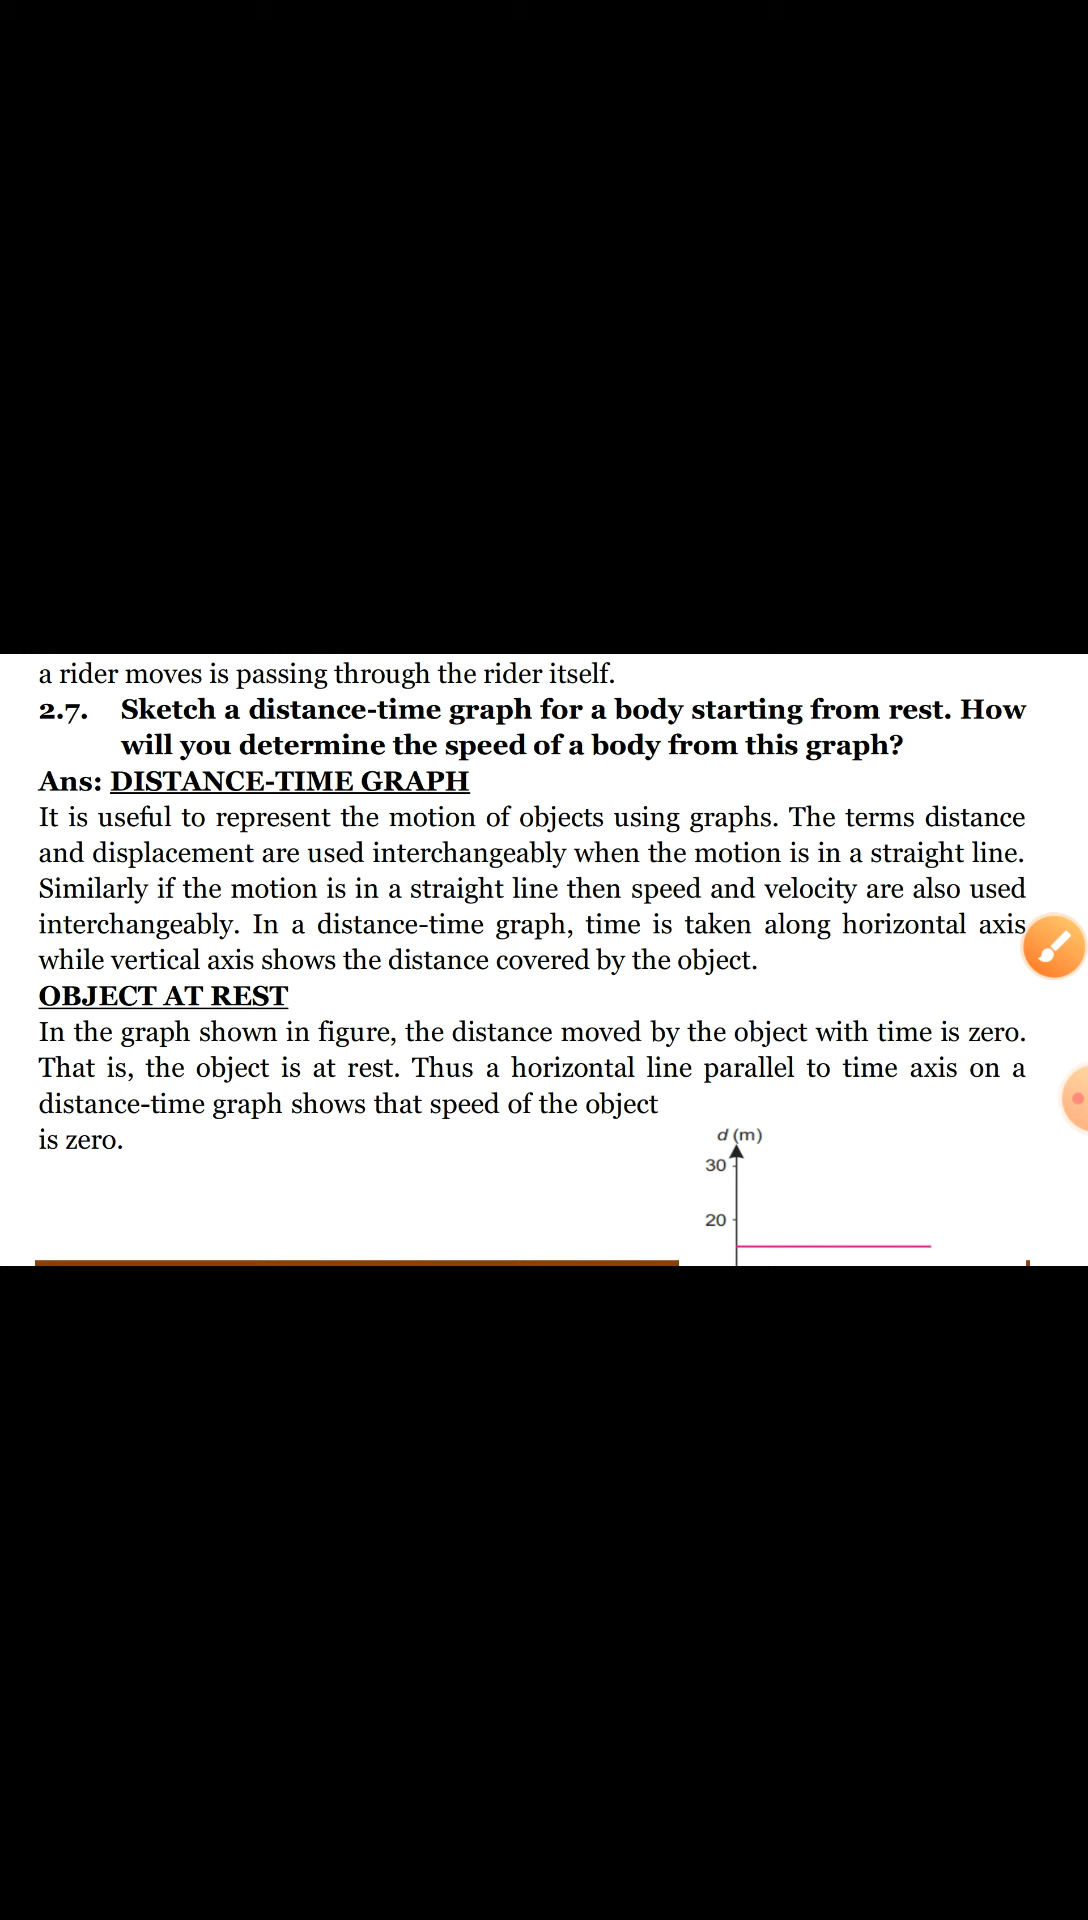 a rider moves is passing through the rider itself.
2.7. Sketch a distance-time graph for a body starting from rest. How
will you determine the speed of a body from this graph?
Ans: DISTANCE-TIME GRAPH
It is useful to represent the motion of objects using graphs. The terms distance
and displacement are used interchangeably when the motion is in a straight line.
Similarly if the motion is in a straight line then speed and velocity are also used
interchangeably. In a distance-time graph, time is taken along horizontal axis
while vertical axis shows the distance covered by the object.
OBJECT AT REST
In the graph shown in figure, the distance moved by the object with time is zero.
That is, the object is at rest. Thus a horizontal line parallel to time axis on a
distance-time graph shows that speed of the object
is zero.
d (m)
30
20